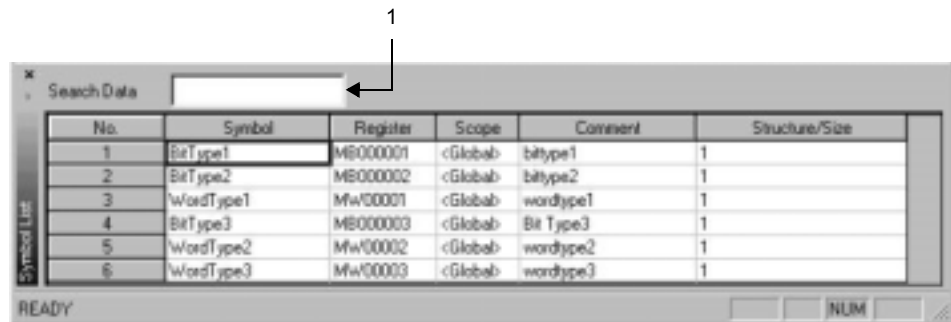 1
Search Data
No. Symbol Register Scope Comment Structure/Size
1 BitType1 MB000001 <Global> bittype1 1
2 BitType2 MB000002 <Global> bittype2 1
3 WordType1 MW00001 <Global> wordtype1 1
4 BitType3 MB000003 <Global> Bit Type3 1
5 WordType2 MW00002 <Global> wordtype2 1
6 WordType3 MW00003 <Global> wordtype3 1
Symbol List
READY NUM